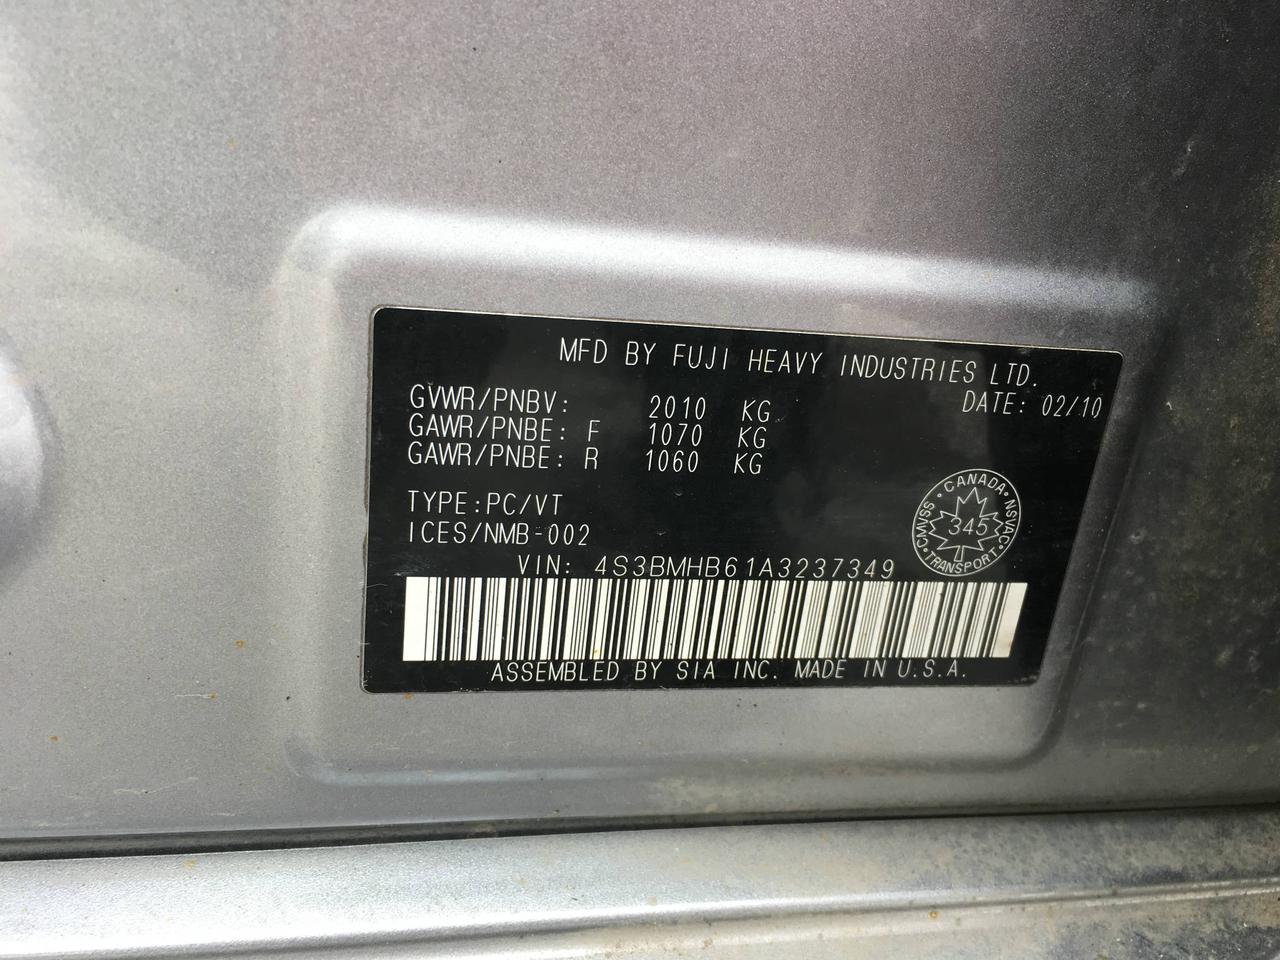 MFD BY FUJI HEAVY INDUSTRIES LTD.
DATE: 02/10
GVWR/PNBV: 2010 KG
GAWR/PNBE: F 1070 KG
GAWR/PNBE: R 1060 KG
TYPE:PC/VT
ICES/NMB-002
CANADA
CMVSS NSVAC
345
TRANSPORT
VIN: 4S3BMHB61A3237349
ASSEMBLED BY SIA INC. MADE IN U.S.A.